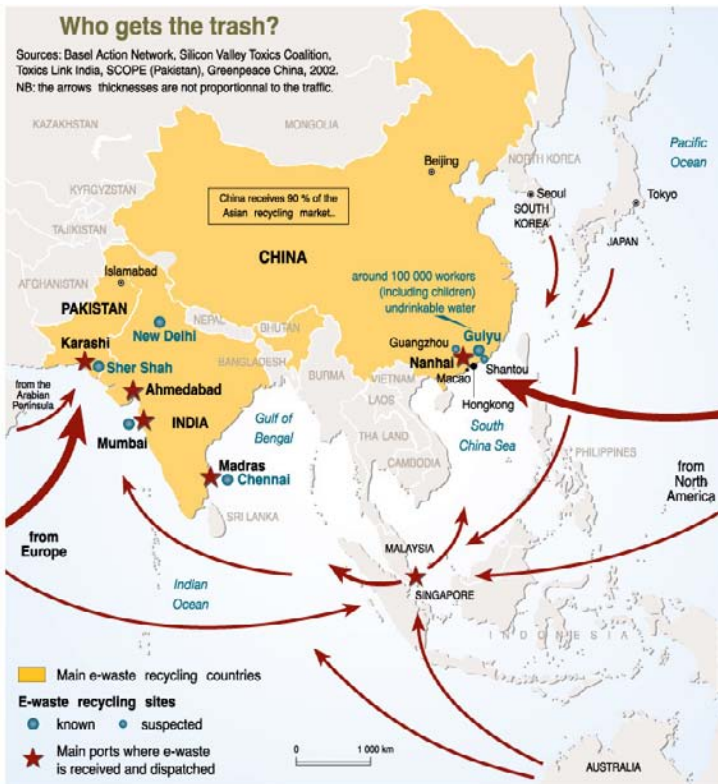 Who gets the trash?
Sources: Basel Action Network, Silicon Valley Toxics Coalition,
Toxics Link India, SCOPE (Pakistan), Greenpeace China, 2002.
NB: the arrows thicknesses are not proportionnal to the traffic.
KAZAKHSTAN
MONGOLIA
Pacific
Ocean
Beijing
NORTH KOREA
KYRGYZSTAN
China receives 90 % of the
Asian recycling market..
Seoul
SOUTH
KOREA
Tokyo
TAJIKISTAN
JAPAN
CHINA
AFGHANISTAN
Islamabad
around 100 000 workers
(including children)
undrinkable water
PAKISTAN
NEPAL
New Delhi
BHUTAN
Karashi
Guangzhou
Guiyu
Sher Shah
BANGLADESH
Nanhai
Shantou
from the
Arabian
Peninsula
Ahmedabad
BURMA
VIETNAM
Macao
LAOS
Hongkong
INDIA
Gulf of
Bengal
South
China Sea
Mumbai
THA LAND
PHILIPPINES
Madras
Chennai
CAMBODIA
from
North
America
SRI LANKA
from
Europe
MALAYSIA
Indian
Ocean
SINGAPORE
INDONESIA
Main e-waste recycling countries
E-waste recycling sites
known
suspected
Main ports where e-waste
is received and dispatched
0 1 000 km
AUSTRALIA